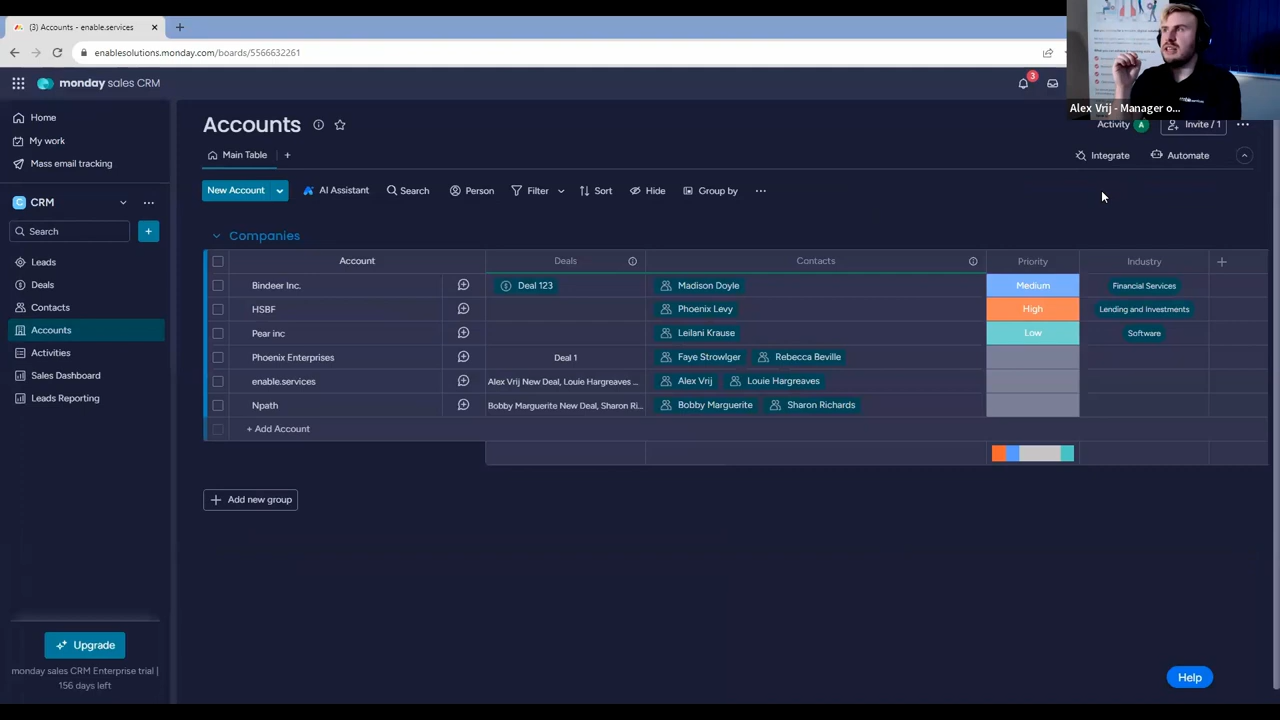 (3) Accounts - enable.services
enablesolutions.monday.com/boards/5566632261
monday sales CRM
3
Alex Vrij - Manager o...
Home
My work
Mass email tracking
CRM
Search
Leads
Deals
Contacts
Accounts
Activities
Sales Dashboard
Leads Reporting
Upgrade
monday sales CRM Enterprise trial |
156 days left
Accounts
Activity
A
Invite / 1
Main Table
Integrate
Automate
New Account
AI Assistant
Search
Person
Filter
Sort
Hide
Group by
Companies
Account Deals Contacts Priority Industry
Bindeer Inc. Deal 123 Madison Doyle Medium Financial Services
HSBF Phoenix Levy High Lending and Investments
Pear inc Leilani Krause Low Software
Phoenix Enterprises Deal 1 Faye Strowlger Rebecca Beville
enable.services Alex Vrij New Deal, Louie Hargreaves ... Alex Vrij Louie Hargreaves
Npath Bobby Marguerite New Deal, Sharon Ri... Bobby Marguerite Sharon Richards
+ Add Account
Add new group
Help